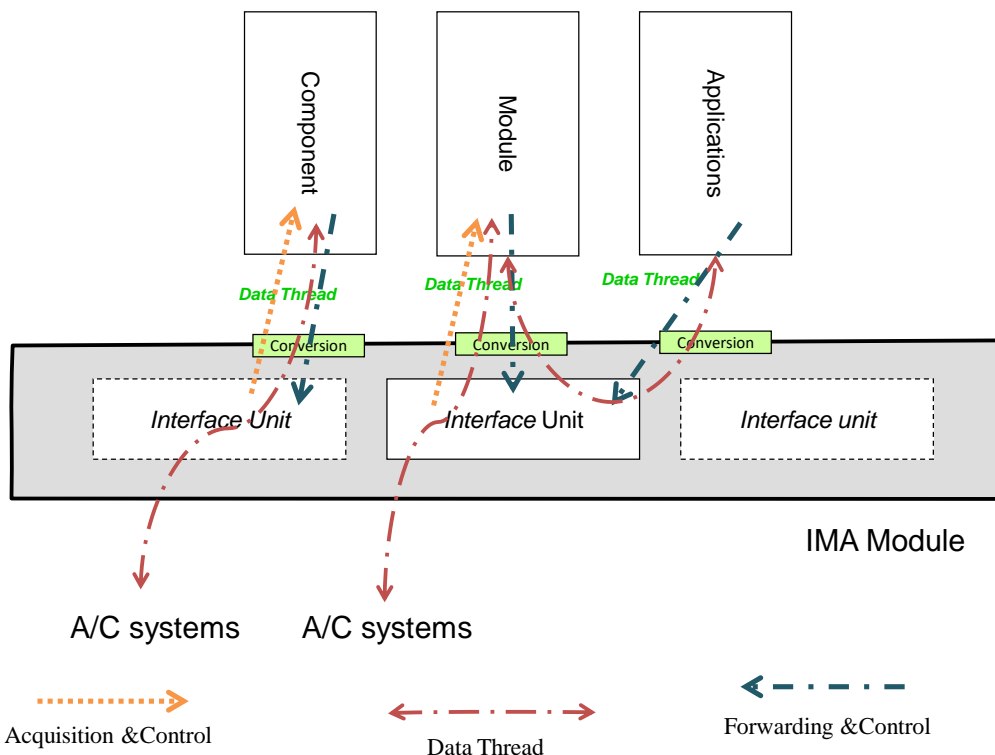 Component
Module
Applications
Data Thread
Data Thread
Data Thread
Conversion
Conversion
Conversion
Interface Unit
Interface Unit
Interface unit
IMA Module
A/C systems
A/C systems
Acquisition &Control
Data Thread
Forwarding &Control